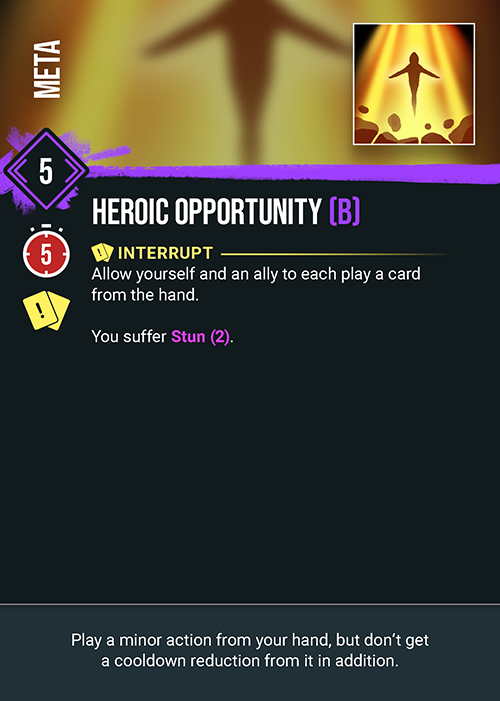 META
5
HEROIC OPPORTUNITY (B)
5
! INTERRUPT
Allow yourself and an ally to each play a card
from the hand.
!
You suffer Stun (2).
Play a minor action from your hand, but don't get
a cooldown reduction from it in addition.